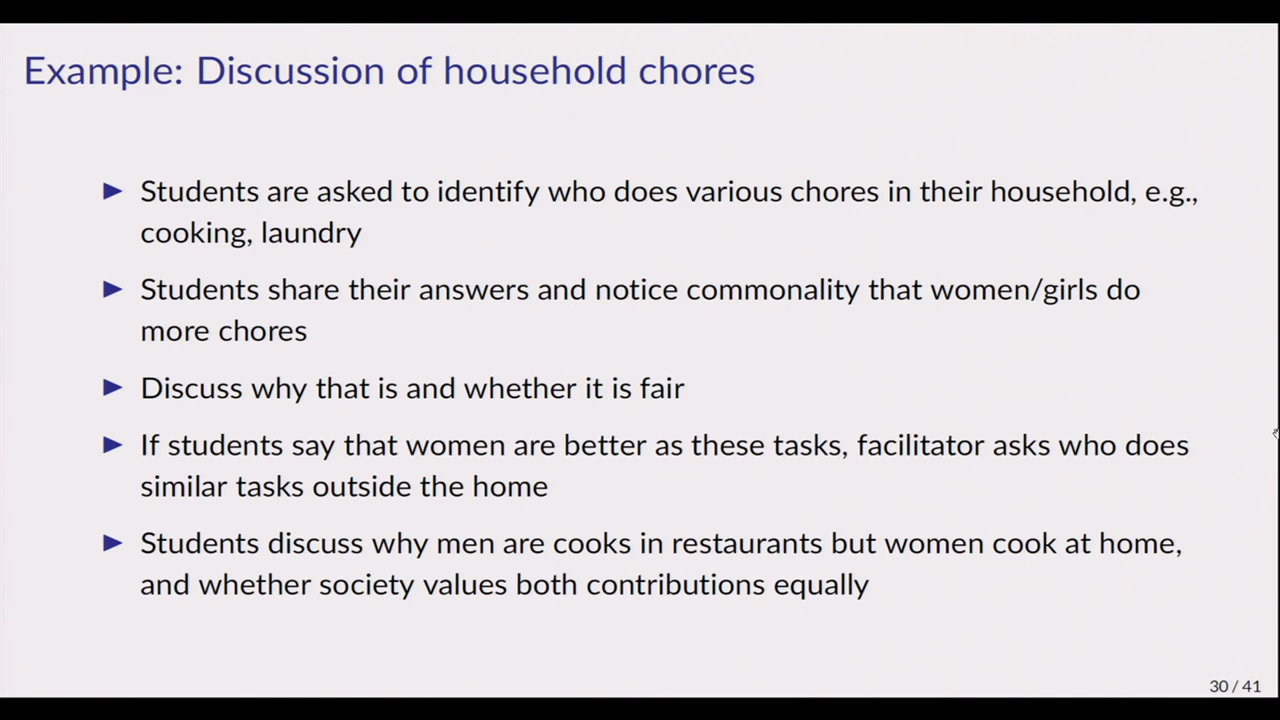 Example: Discussion of household chores
▶ Students are asked to identify who does various chores in their household, e.g.,
cooking, laundry
▶ Students share their answers and notice commonality that women/girls do
more chores
▶ Discuss why that is and whether it is fair
▶ If students say that women are better as these tasks, facilitator asks who does
similar tasks outside the home
▶ Students discuss why men are cooks in restaurants but women cook at home,
and whether society values both contributions equally
30 / 41